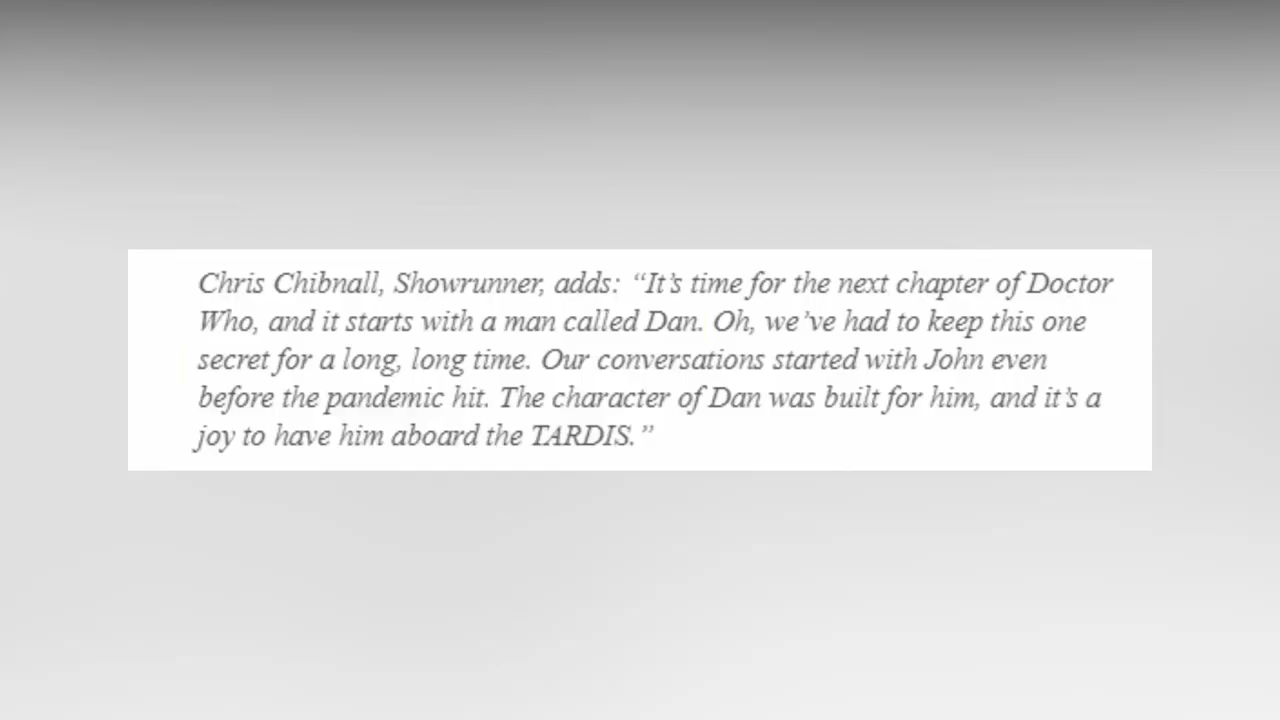 Chris Chibnall, Showrunner, adds: “It’s time for the next chapter of Doctor
Who, and it starts with a man called Dan. Oh, we’ve had to keep this one
secret for a long, long time. Our conversations started with John even
before the pandemic hit. The character of Dan was built for him, and it’s a
joy to have him aboard the TARDIS.”